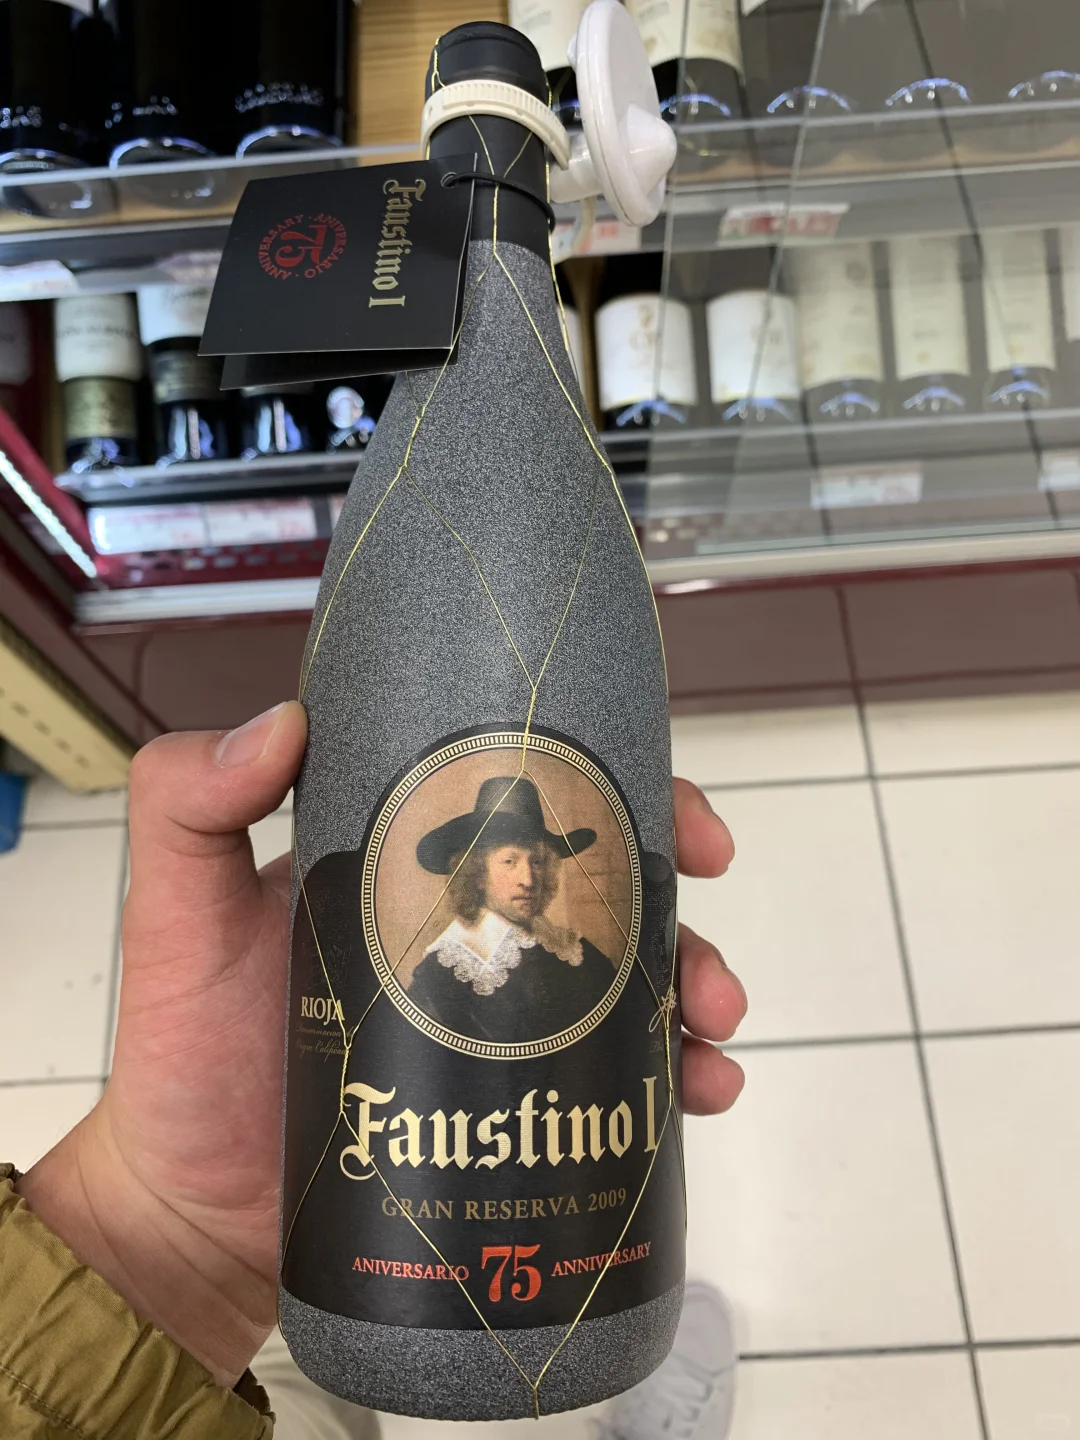 Faustino I
ANIVERSARIO · ANNIVERSARY ·
75
RIOJA
Faustino I
GRAN RESERVA 2009
ANIVERSARIO 75 ANNIVERSARY